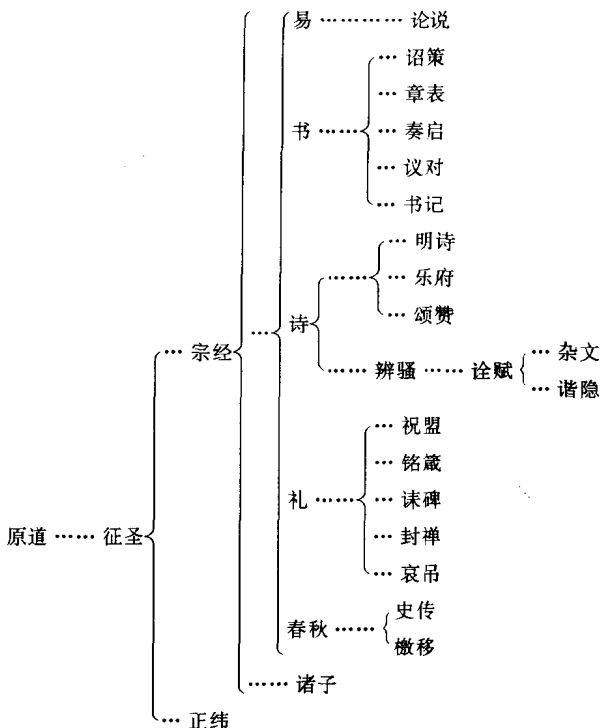 易 ………… 论说
… 诏策
… 章表
书 …… … 奏启
… 议对
… 书记
… 明诗
…… … 乐府
… 诗 … 颂赞
… 宗经
…… 辨骚 …… 诠赋 … 杂文
… 谐隐
… 祝盟
… 铭箴
礼 …… … 诔碑
… 封禅
原道 …… 征圣
… 哀吊
春秋 …… 史传
檄移
…… 诸子
… 正纬